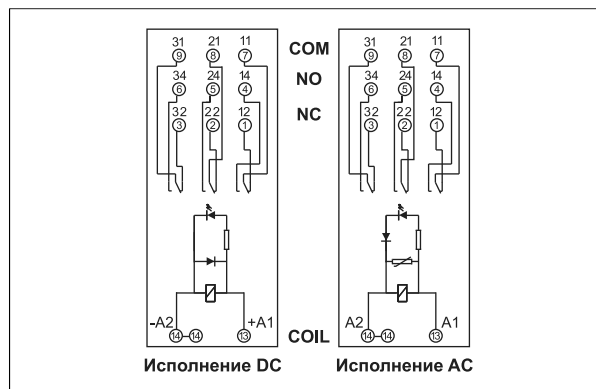 31 21 11 COM 31 21 11
9 8 7 9 8 7
34 24 14 NO 34 24 14
6 5 4 6 5 4
32 22 12 NC 32 22 12
3 2 1 3 2 1
-A2 +A1 A2 A1
14 14 13 COIL 14 14 13
Исполнение DC Исполнение AC